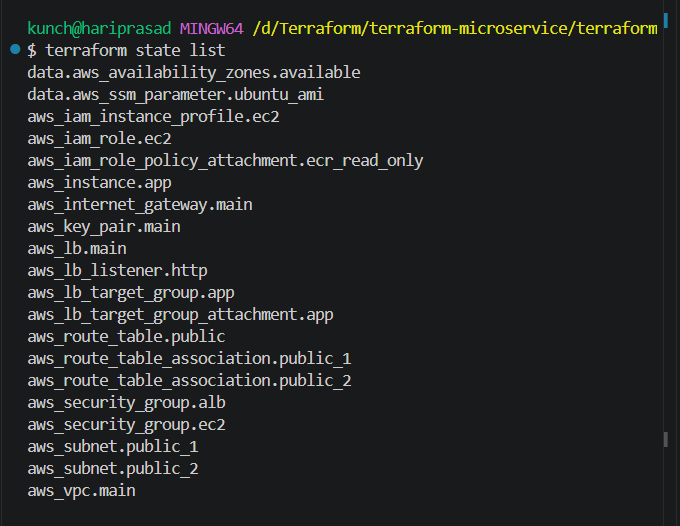 kunch@hariprasad MINGW64 /d/Terraform/terraform-microservice/terraform
$ terraform state list
data.aws_availability_zones.available
data.aws_ssm_parameter.ubuntu_ami
aws_iam_instance_profile.ec2
aws_iam_role.ec2
aws_iam_role_policy_attachment.ecr_read_only
aws_instance.app
aws_internet_gateway.main
aws_key_pair.main
aws_lb.main
aws_lb_listener.http
aws_lb_target_group.app
aws_lb_target_group_attachment.app
aws_route_table.public
aws_route_table_association.public_1
aws_route_table_association.public_2
aws_security_group.alb
aws_security_group.ec2
aws_subnet.public_1
aws_subnet.public_2
aws_vpc.main